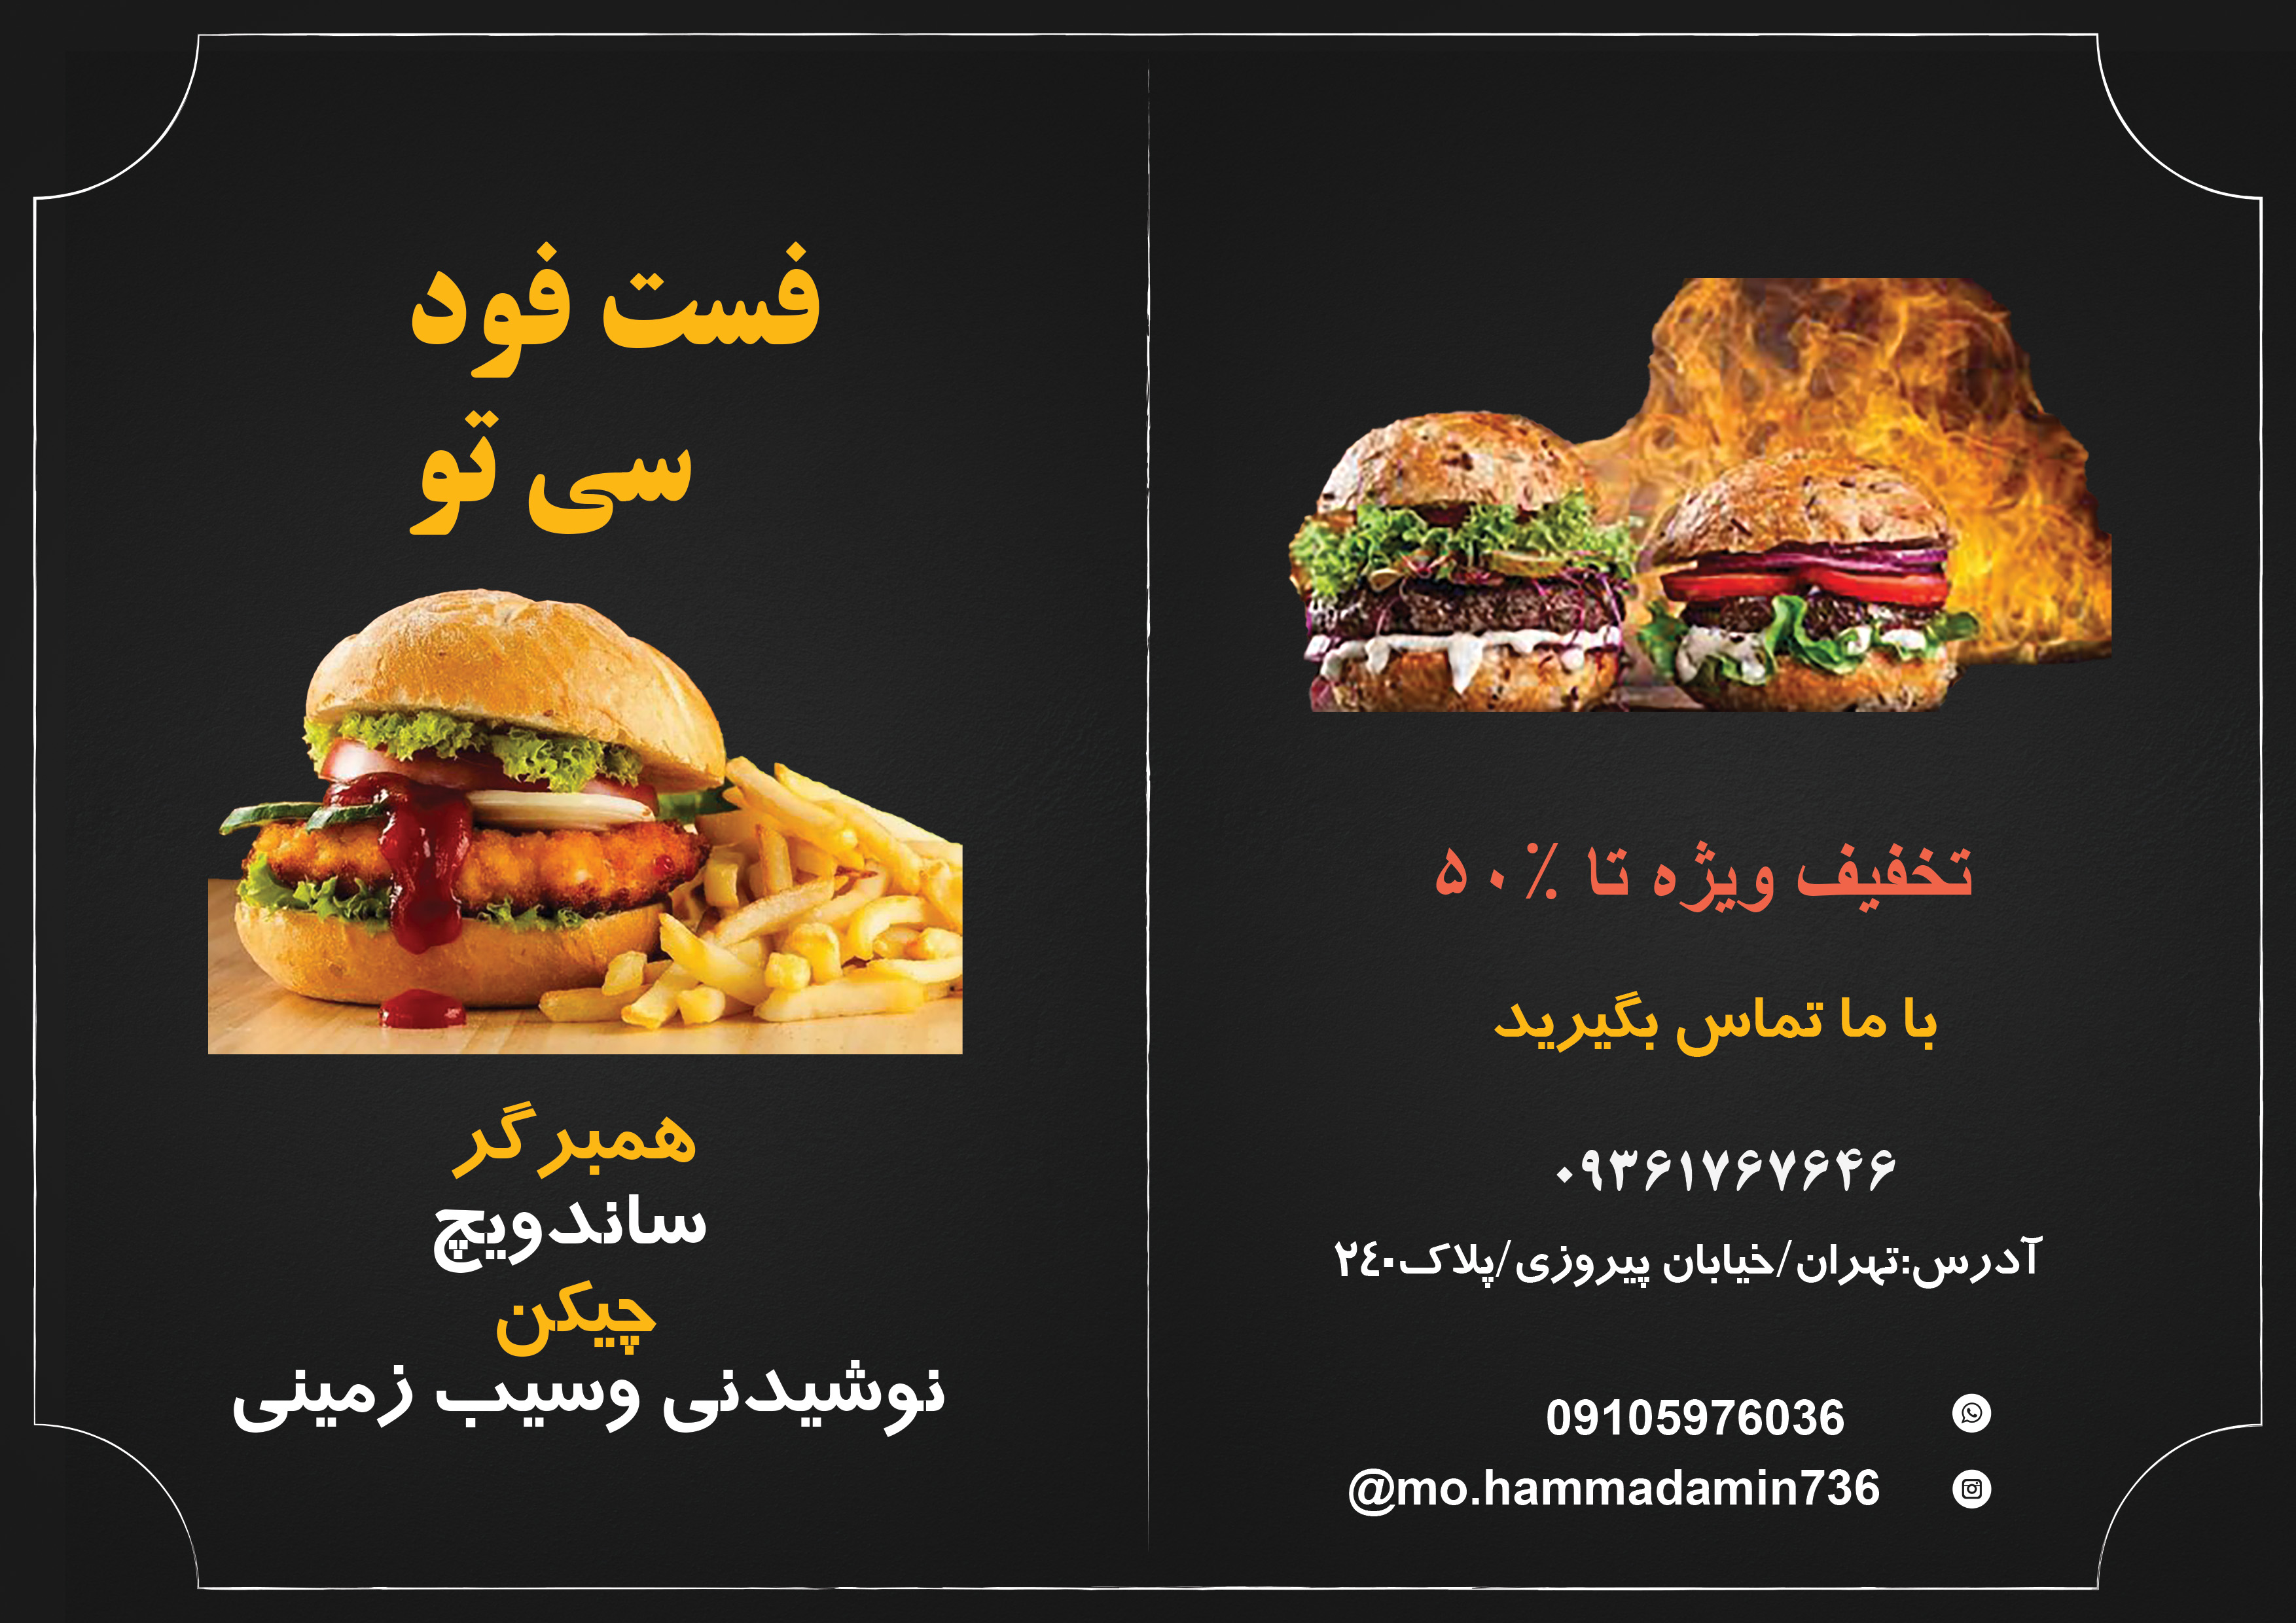 فست فود
سی تو
همبرگر
ساندویچ
چیکن
نوشیدنی وسیب زمینی
تخفیف ویژه تا ٪۵۰
با ما تماس بگیرید
۰۹۳۶۱۷۶۷۶۴۶
آدرس:تهران/خیابان پیروزی/پلاک۲٤۰
09105976036
@mo.hammadamin736